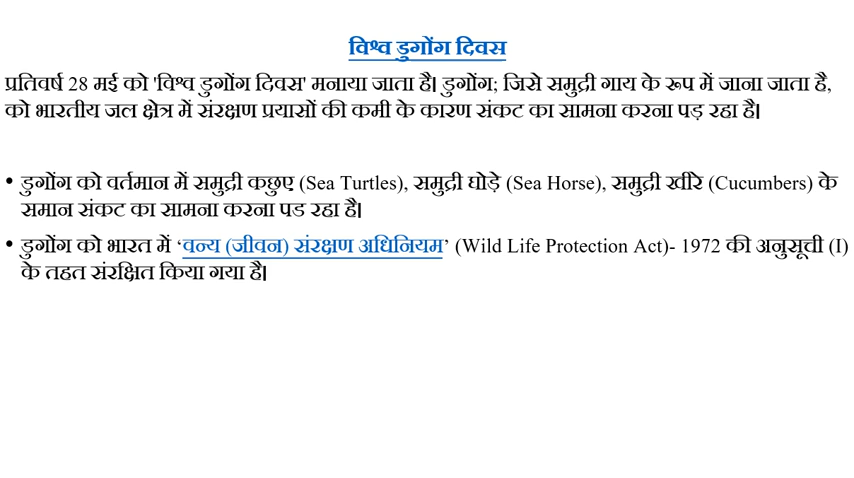 विश्व डुगोंग दिवस
प्रतिवर्ष 28 मई को 'विश्व डुगोंग दिवस' मनाया जाता है। डुगोंग; जिसे समुद्री गाय के रूप में जाना जाता है,
को भारतीय जल क्षेत्र में संरक्षण प्रयासों की कमी के कारण संकट का सामना करना पड़ रहा है।
• डुगोंग को वर्तमान में समुद्री कछुए (Sea Turtles), समुद्री घोड़े (Sea Horse), समुद्री खीरे (Cucumbers) के
समान संकट का सामना करना पड रहा है।
• डुगोंग को भारत में ‘वन्य (जीवन) संरक्षण अधिनियम’ (Wild Life Protection Act)- 1972 की अनुसूची (I)
के तहत संरक्षित किया गया है।